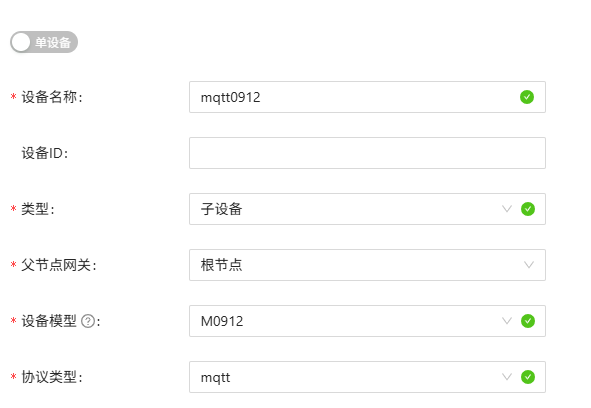 单设备
* 设备名称: mqtt0912
设备ID:
* 类型: 子设备
* 父节点网关: 根节点
* 设备模型 ?: M0912
* 协议类型: mqtt